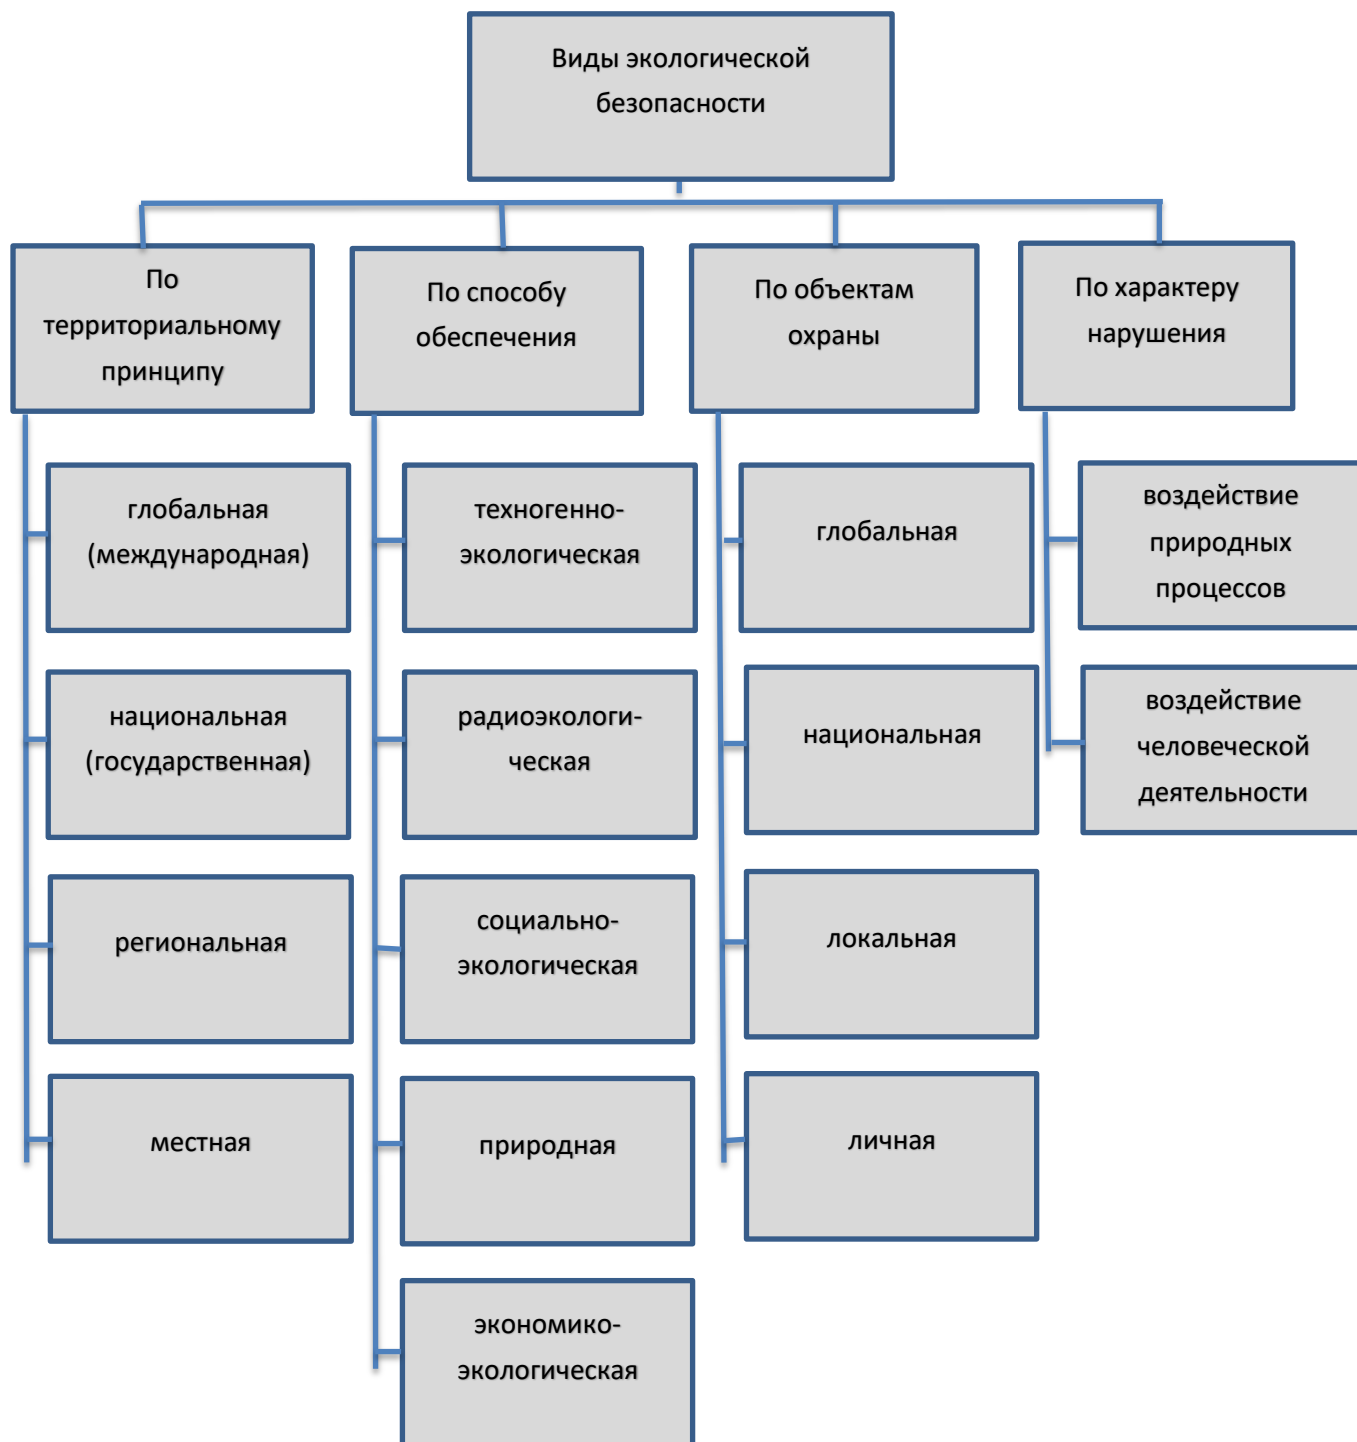 Виды экологической
безопасности
По
территориальному
принципу
По способу
обеспечения
По объектам
охраны
По характеру
нарушения
глобальная
(международная)
национальная
(государственная)
региональная
местная
техногенно-
экологическая
радиоэкологи-
ческая
социально-
экологическая
природная
экономико-
экологическая
глобальная
национальная
локальная
личная
воздействие
природных
процессов
воздействие
человеческой
деятельности